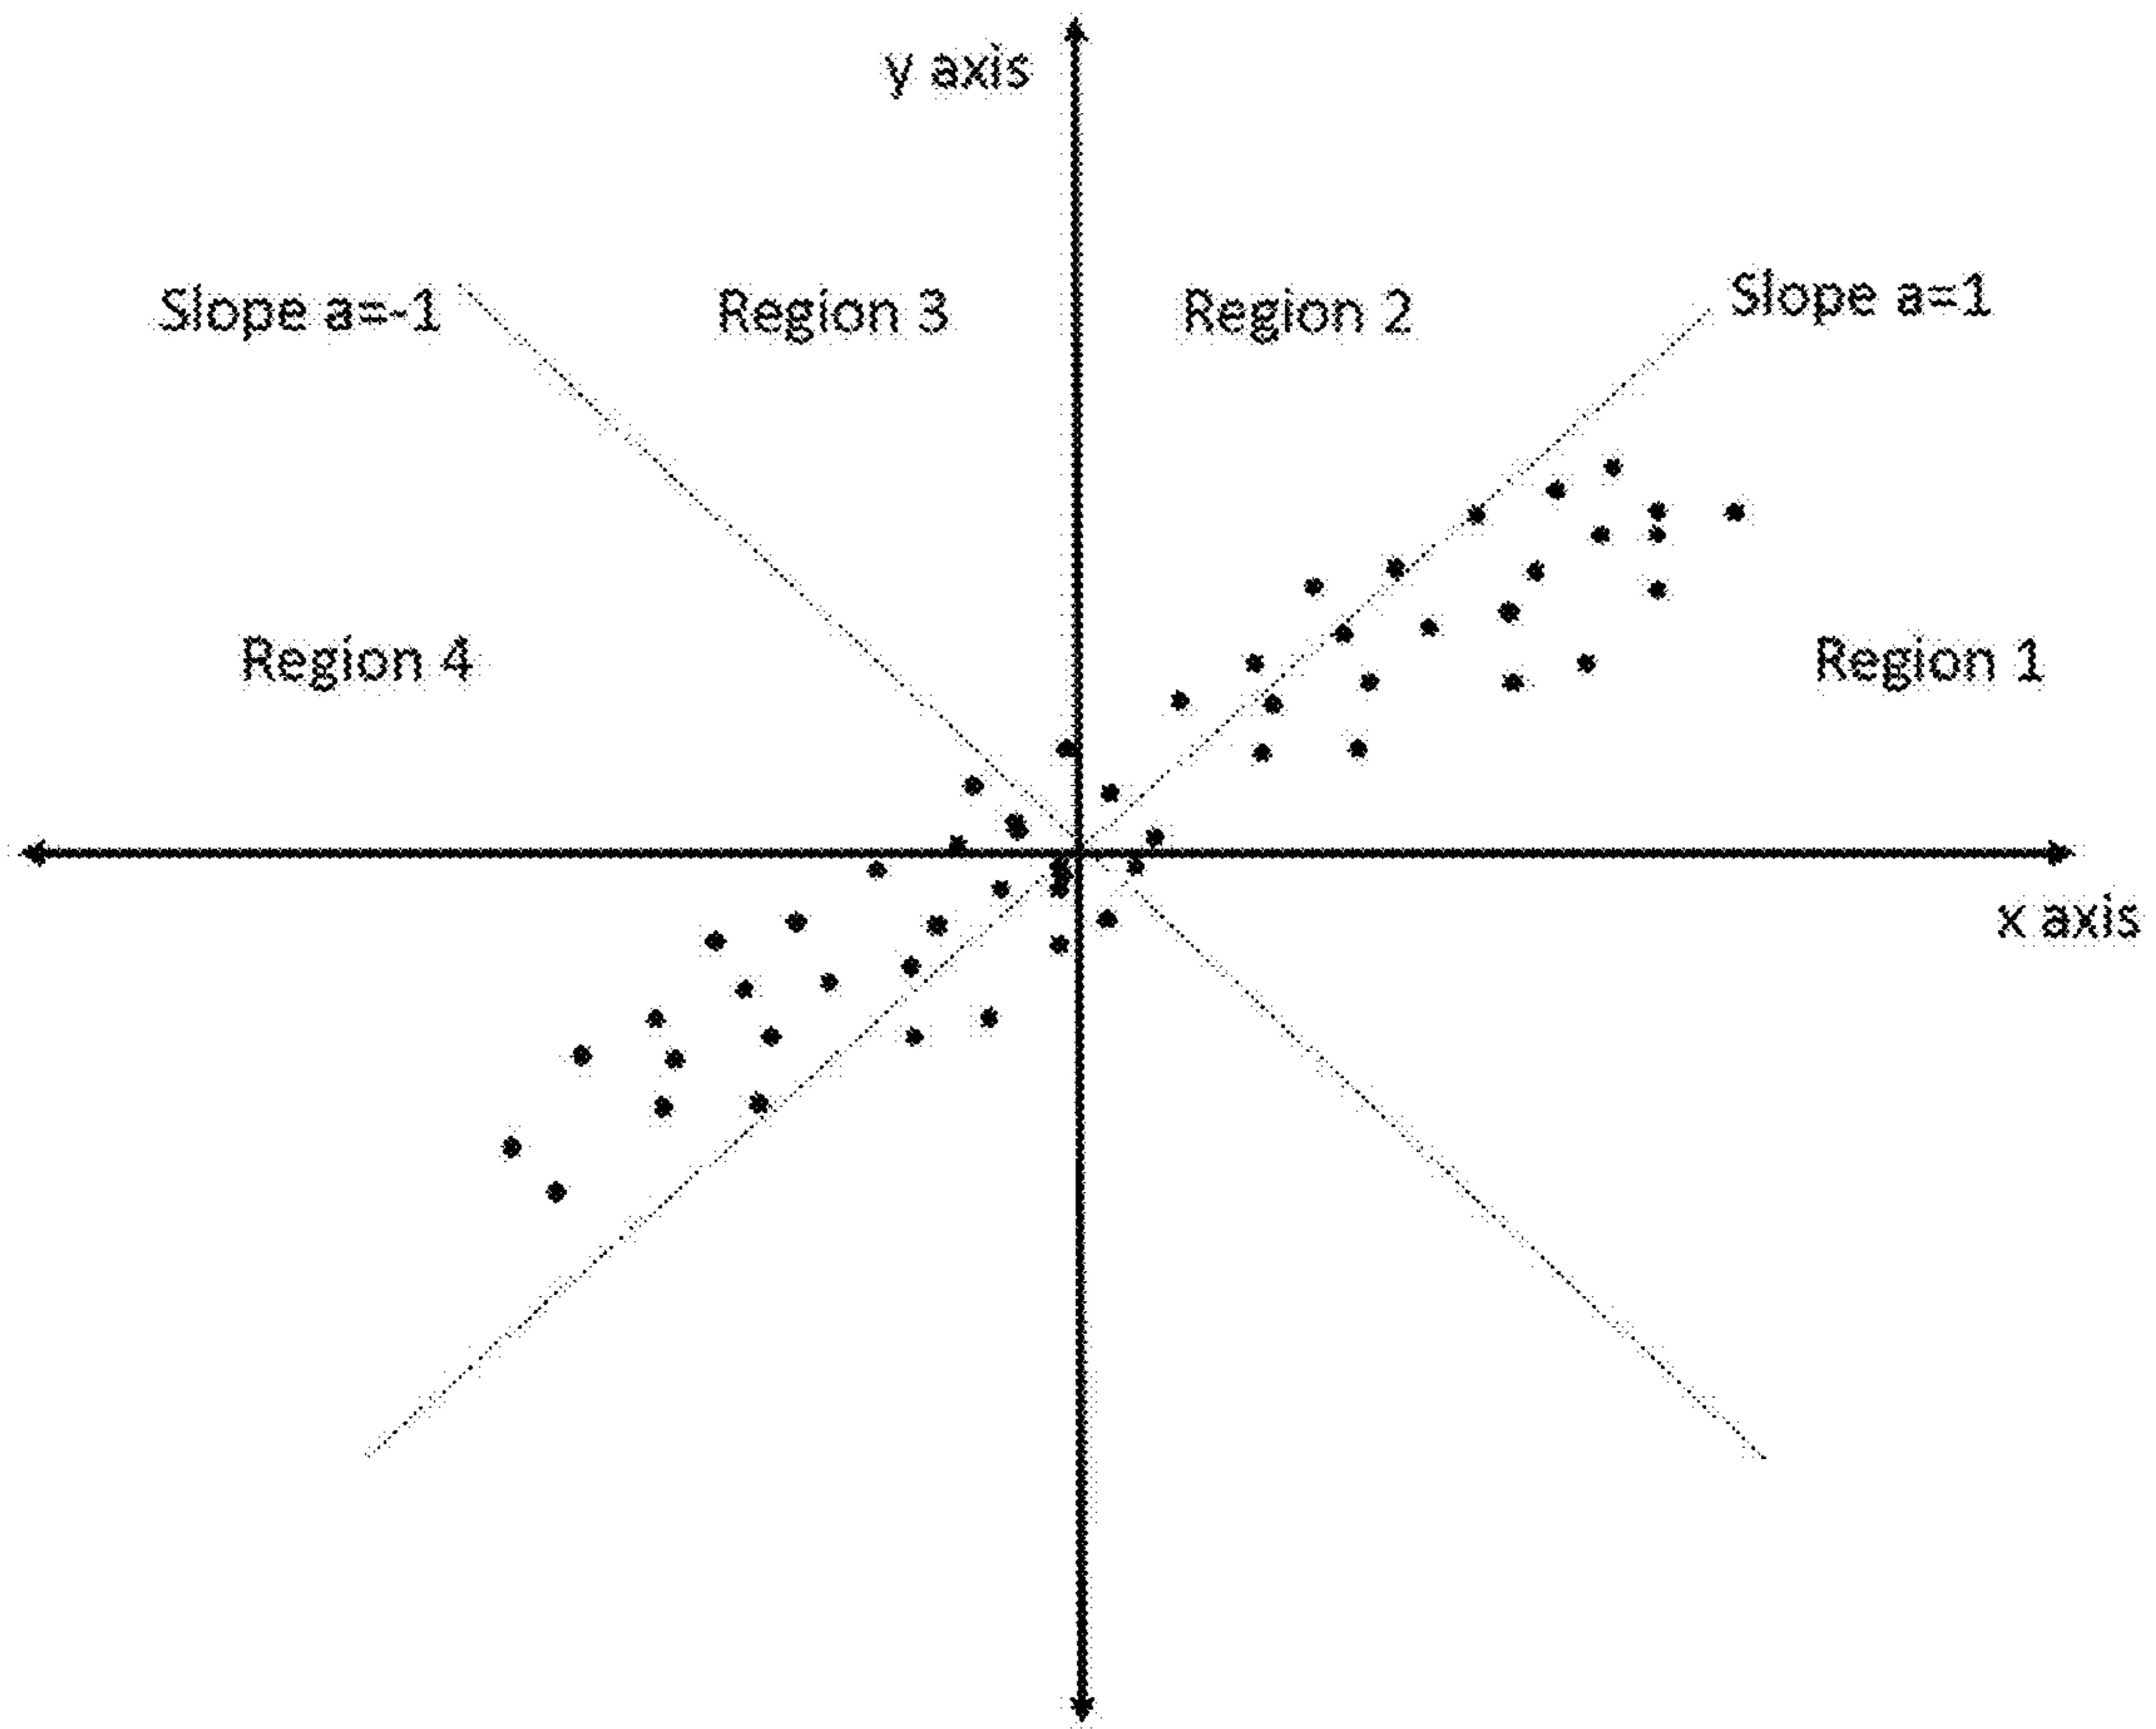 y axis
Slope a=-1
Region 3
Region 2
Slope a=1
Region 4
Region 1
x axis